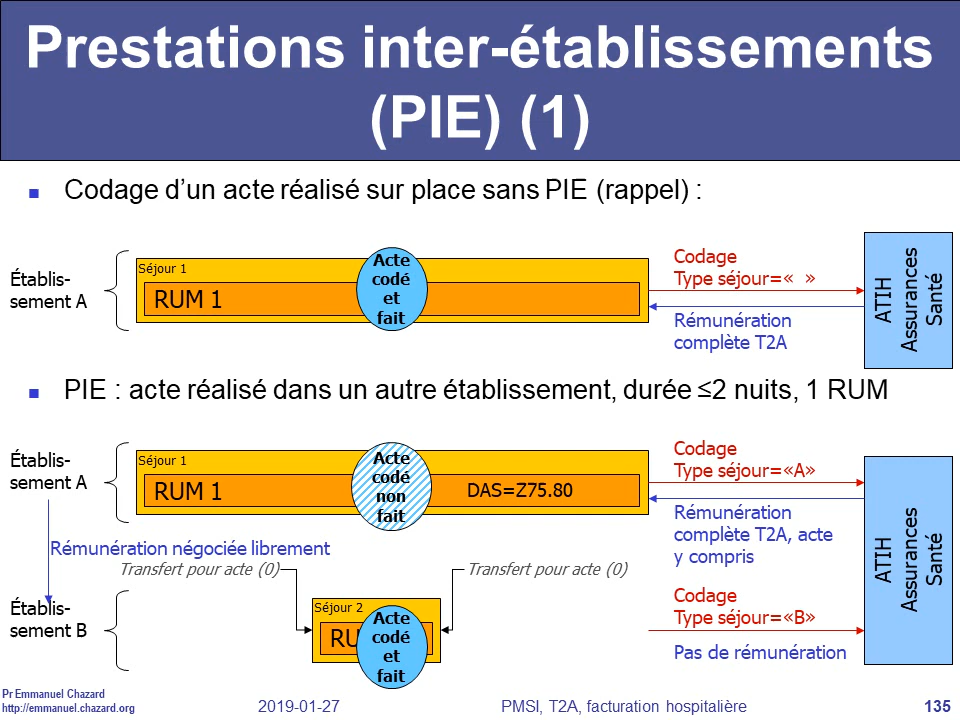 Prestations inter-établissements
(PIE) (1)
Codage d’un acte réalisé sur place sans PIE (rappel) :
Établis-
sement A
Séjour 1
RUM 1
Acte
codé
et
fait
Codage
Type séjour=«  »
Rémunération
complète T2A
ATIH
Assurances
Santé
PIE : acte réalisé dans un autre établissement, durée ≤2 nuits, 1 RUM
Établis-
sement A
Séjour 1
RUM 1
Acte
codé
non
fait
DAS=Z75.80
Codage
Type séjour=«A»
Rémunération
complète T2A, acte
y compris
Rémunération négociée librement
Transfert pour acte (0)
Transfert pour acte (0)
Établis-
sement B
Séjour 2
RU
Acte
codé
et
fait
Codage
Type séjour=«B»
Pas de rémunération
ATIH
Assurances
Santé
Pr Emmanuel Chazard
http://emmanuel.chazard.org
2019-01-27
PMSI, T2A, facturation hospitalière
135